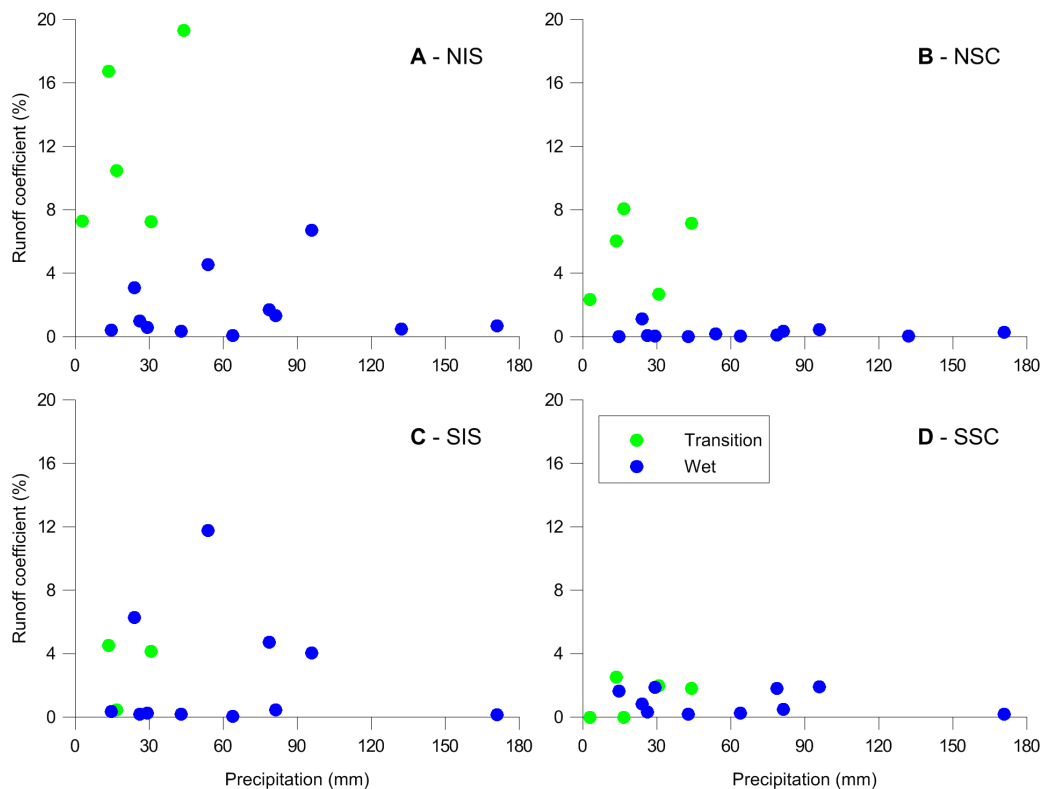 20
16
12
8
4
0
Runoff coefficient (%)
A - NIS
0 30 60 90 120 150 180
20
16
12
8
4
0
B - NSC
0 30 60 90 120 150 180
20
16
12
8
4
0
Runoff coefficient (%)
C - SIS
0 30 60 90 120 150 180
Precipitation (mm)
20
16
12
8
4
0
Transition
Wet
D - SSC
0 30 60 90 120 150 180
Precipitation (mm)